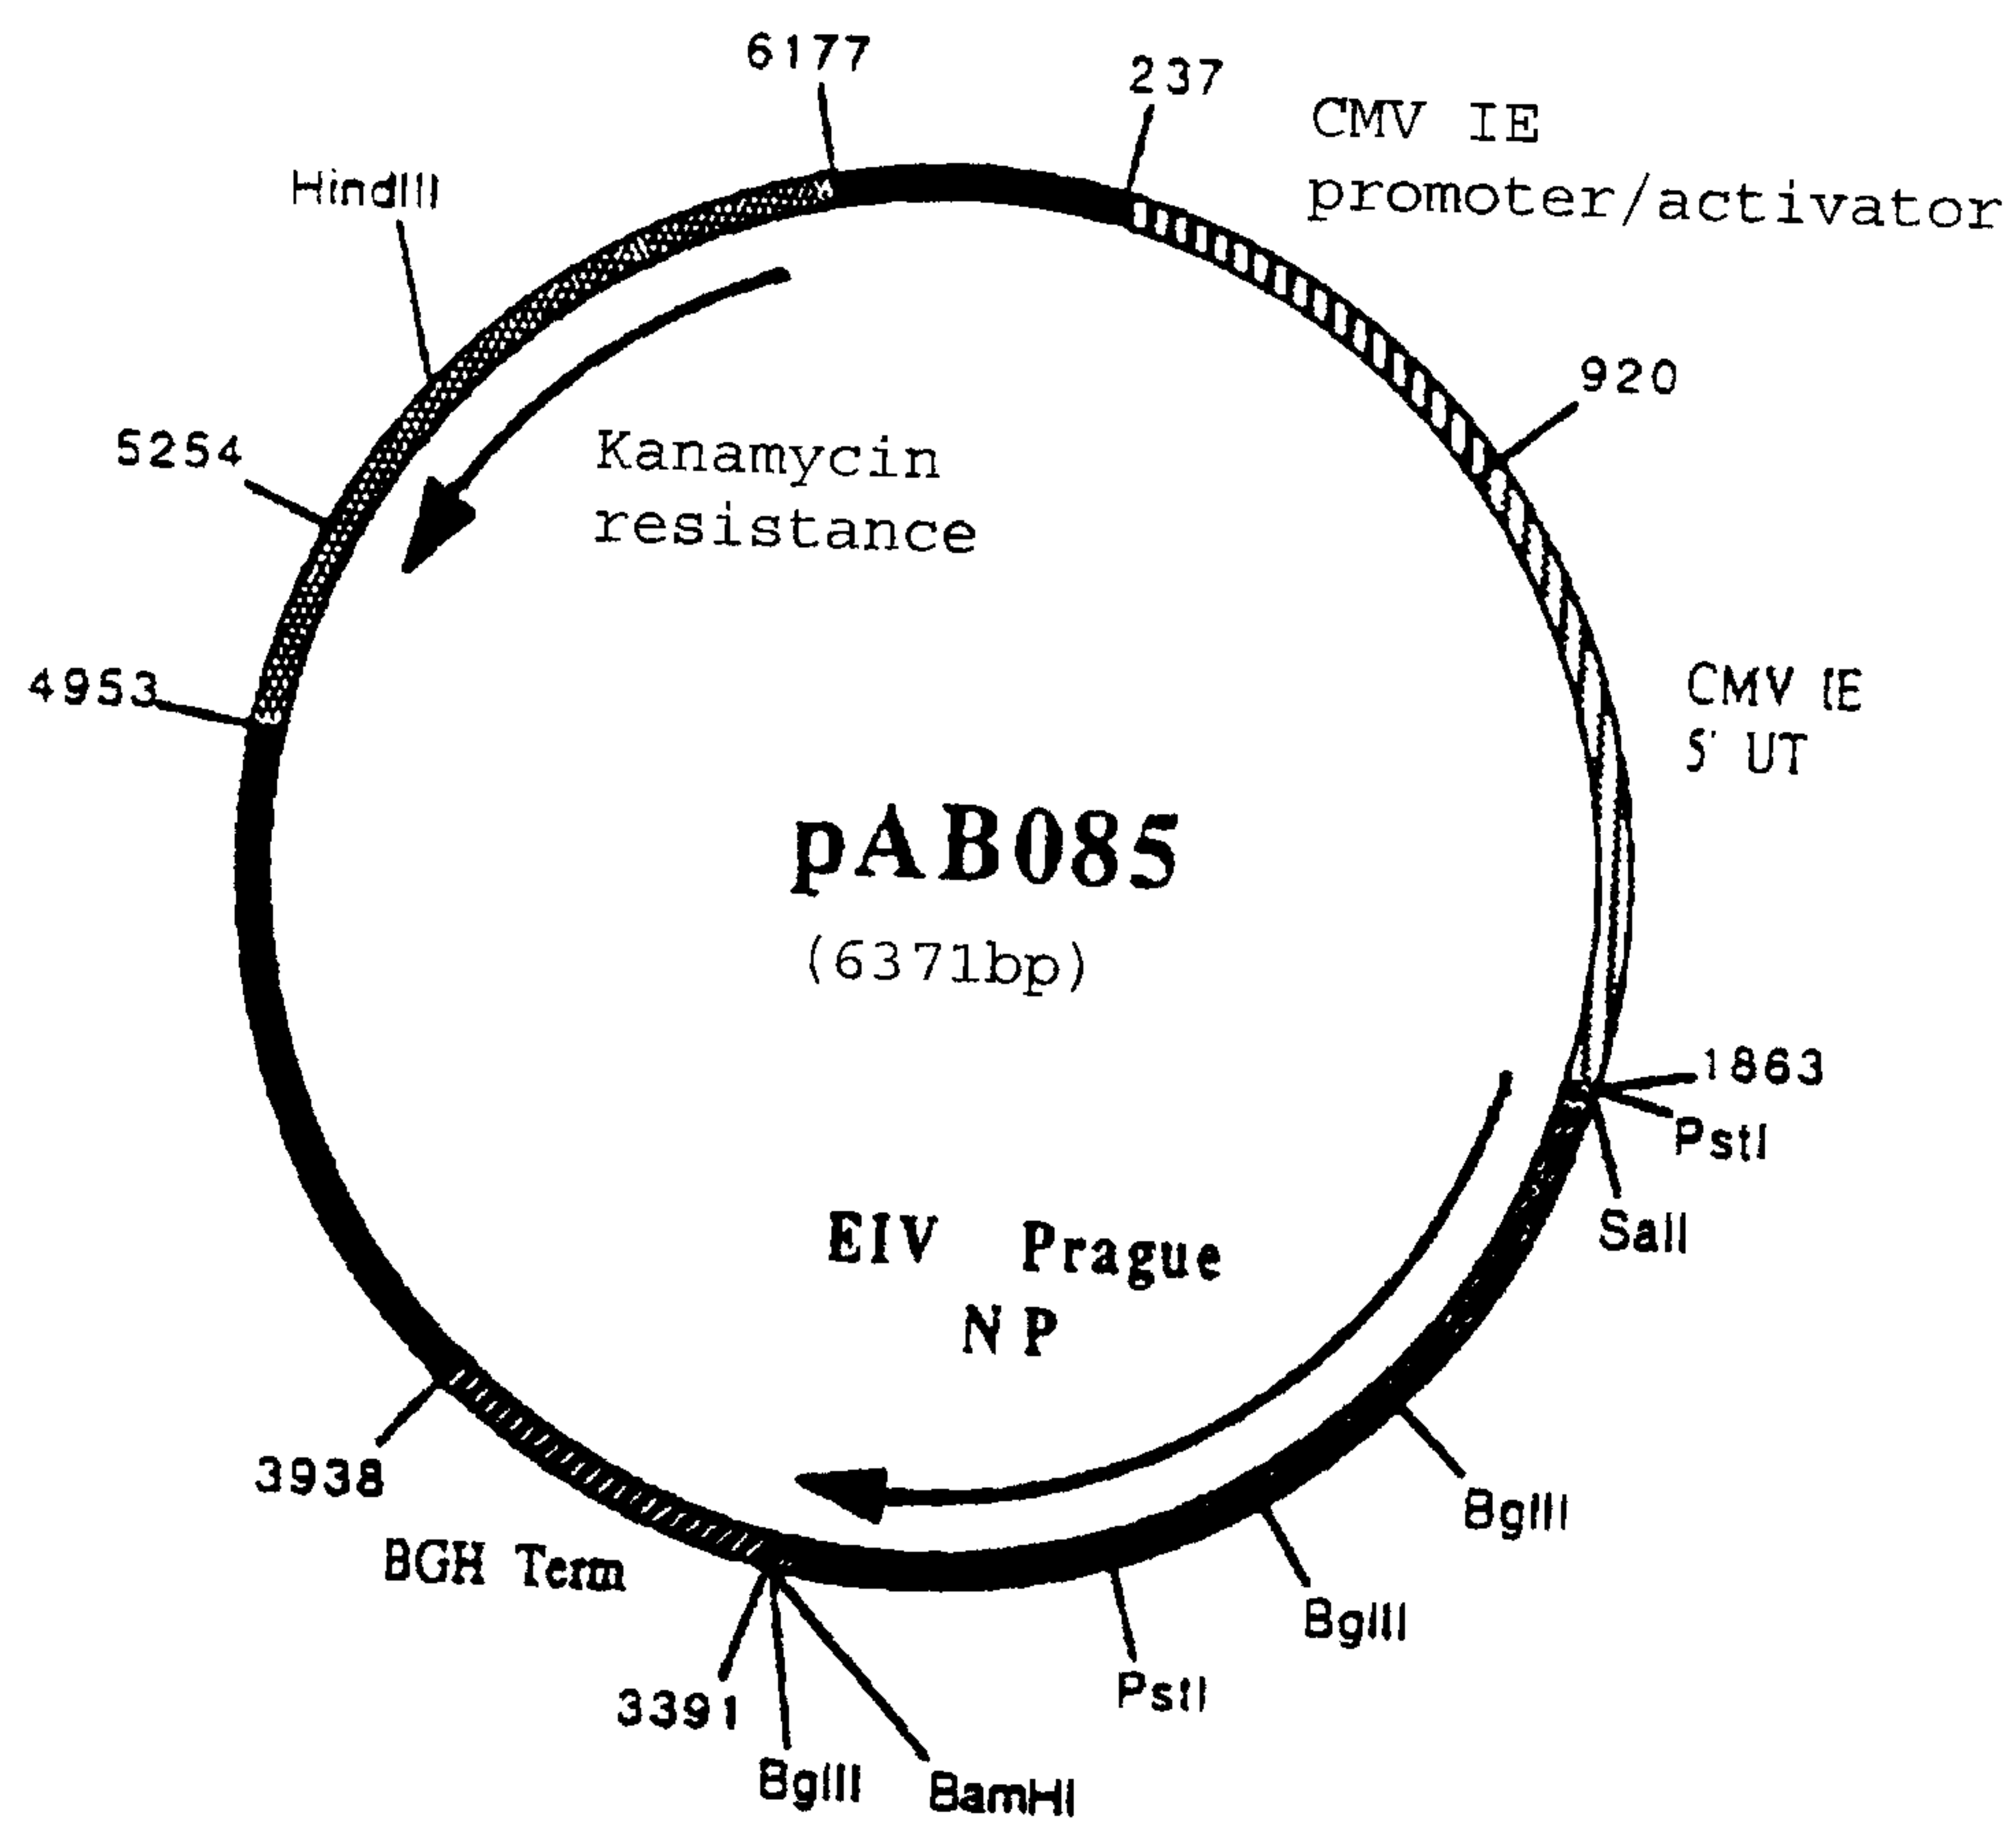 6177
237
CMV IE
promoter/activator
HindIII
920
5254
Kanamycin
resistance
4953
CMV IE
5' UT
pAB085
(6371bp)
1863
PstI
SalI
EIV Prague
NP
BglII
3938
BGH Term
BglII
PstI
3391
BglII
BamHI